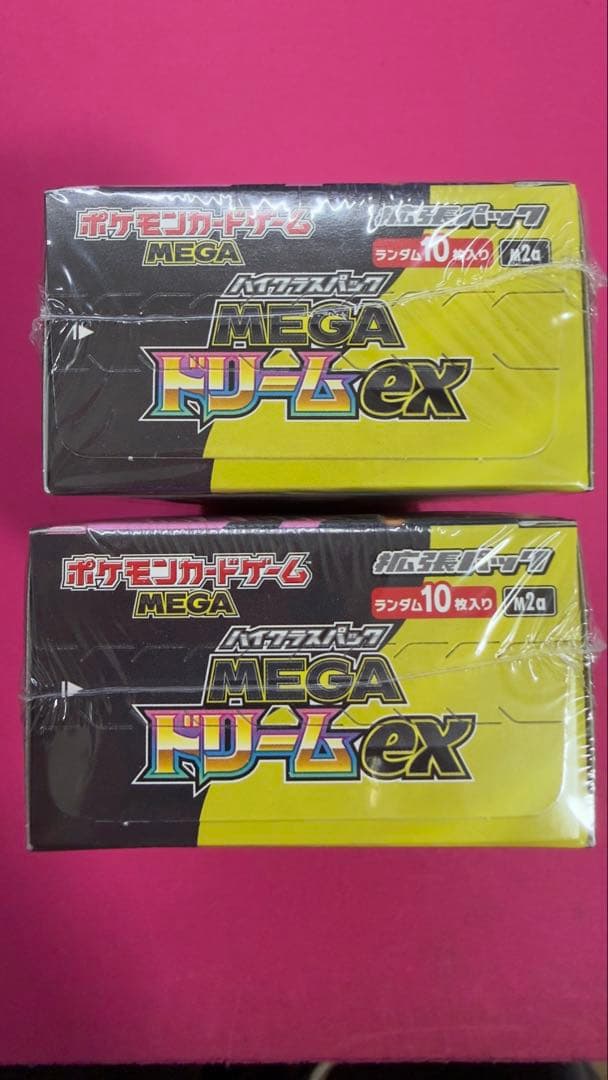 ポケモンカードゲーム
MEGA
拡張パック
ランダム10枚入り M2a
ハイクラスパック
MEGA
ドリームex
ポケモンカードゲーム
MEGA
拡張パック
ランダム10枚入り M2a
ハイクラスパック
MEGA
ドリームex